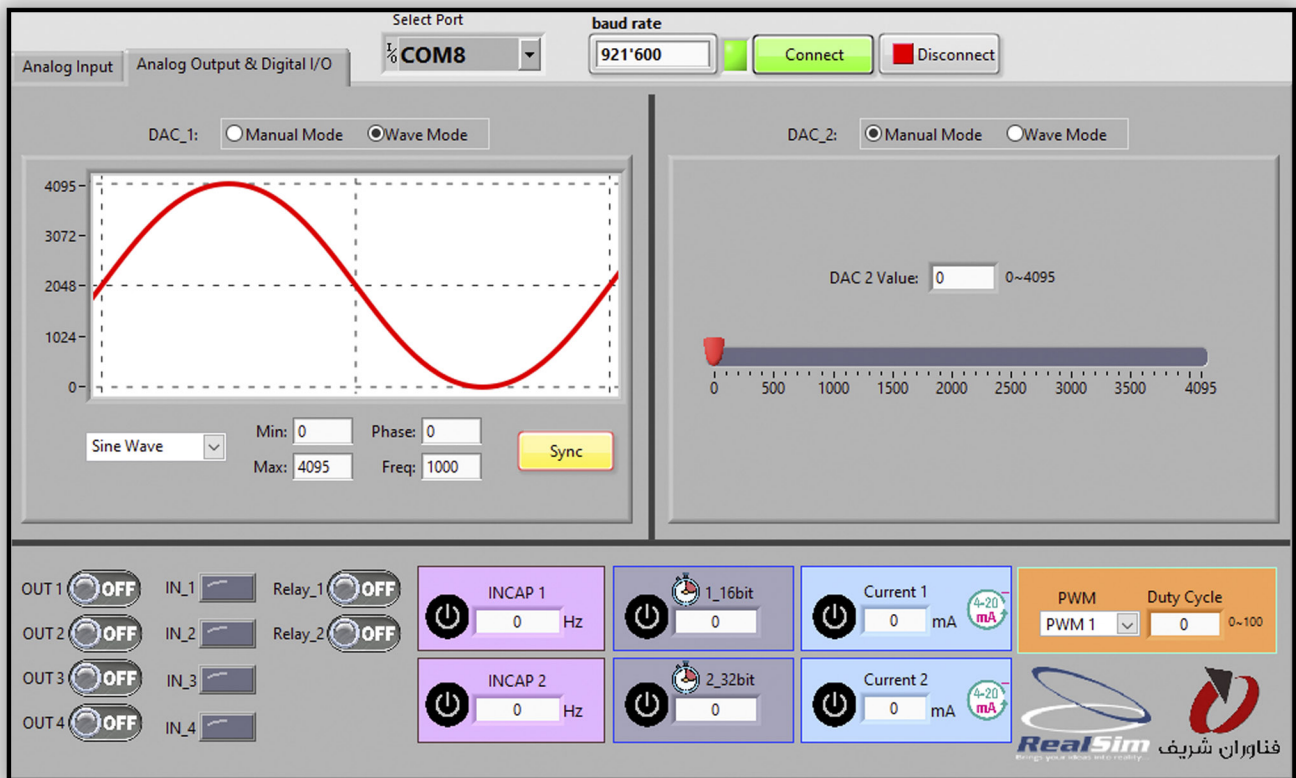 Select Port
baud rate
COM8
921'600
Connect
Disconnect
Analog Input
Analog Output & Digital I/O
DAC_1:
Manual Mode
Wave Mode
DAC_2:
Manual Mode
Wave Mode
4095
3072
2048
1024
0
DAC 2 Value:
0
0~4095
0
500
1000
1500
2000
2500
3000
3500
4095
Sine Wave
Min: 0
Phase: 0
Max: 4095
Freq: 1000
Sync
OUT 1 OFF
IN_1
Relay_1 OFF
OUT 2 OFF
IN_2
Relay_2 OFF
OUT 3 OFF
IN_3
OUT 4 OFF
IN_4
INCAP 1
0 Hz
INCAP 2
0 Hz
1_16bit
0
2_32bit
0
Current 1
0 mA
4-20
mA
Current 2
0 mA
4-20
mA
PWM
Duty Cycle
PWM 1
0
0~100
RealSim
Brings your ideas into reality...
فناوران شریف